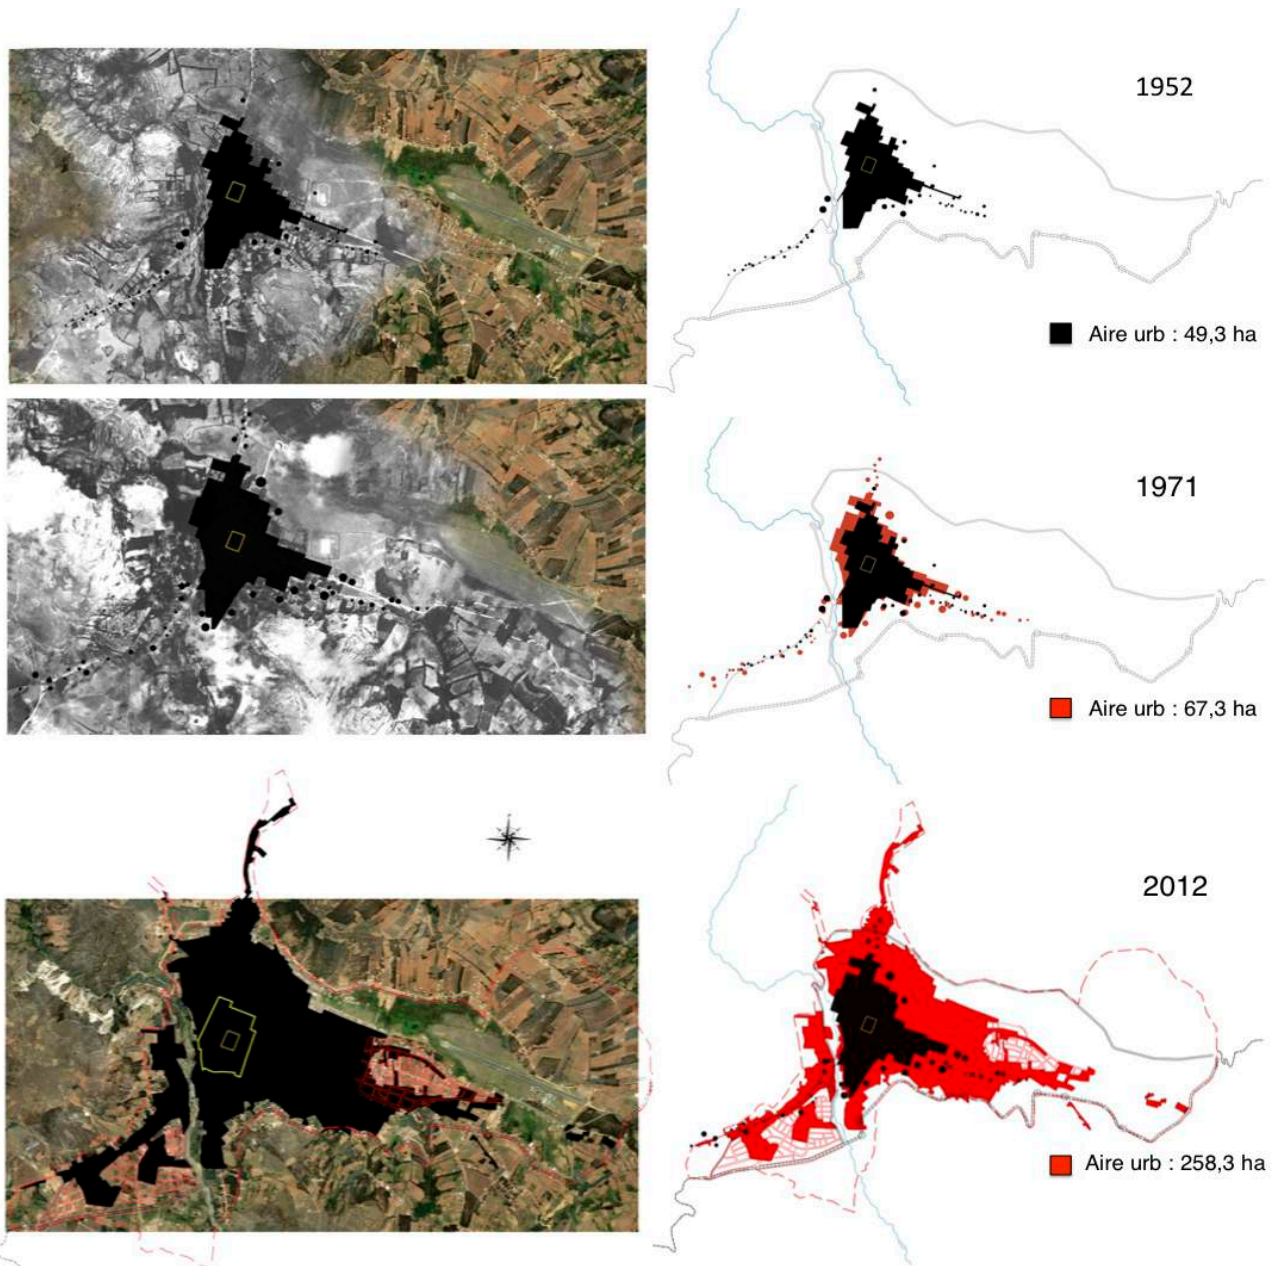 1952
Aire urb : 49,3 ha
1971
Aire urb : 67,3 ha
2012
Aire urb : 258,3 ha